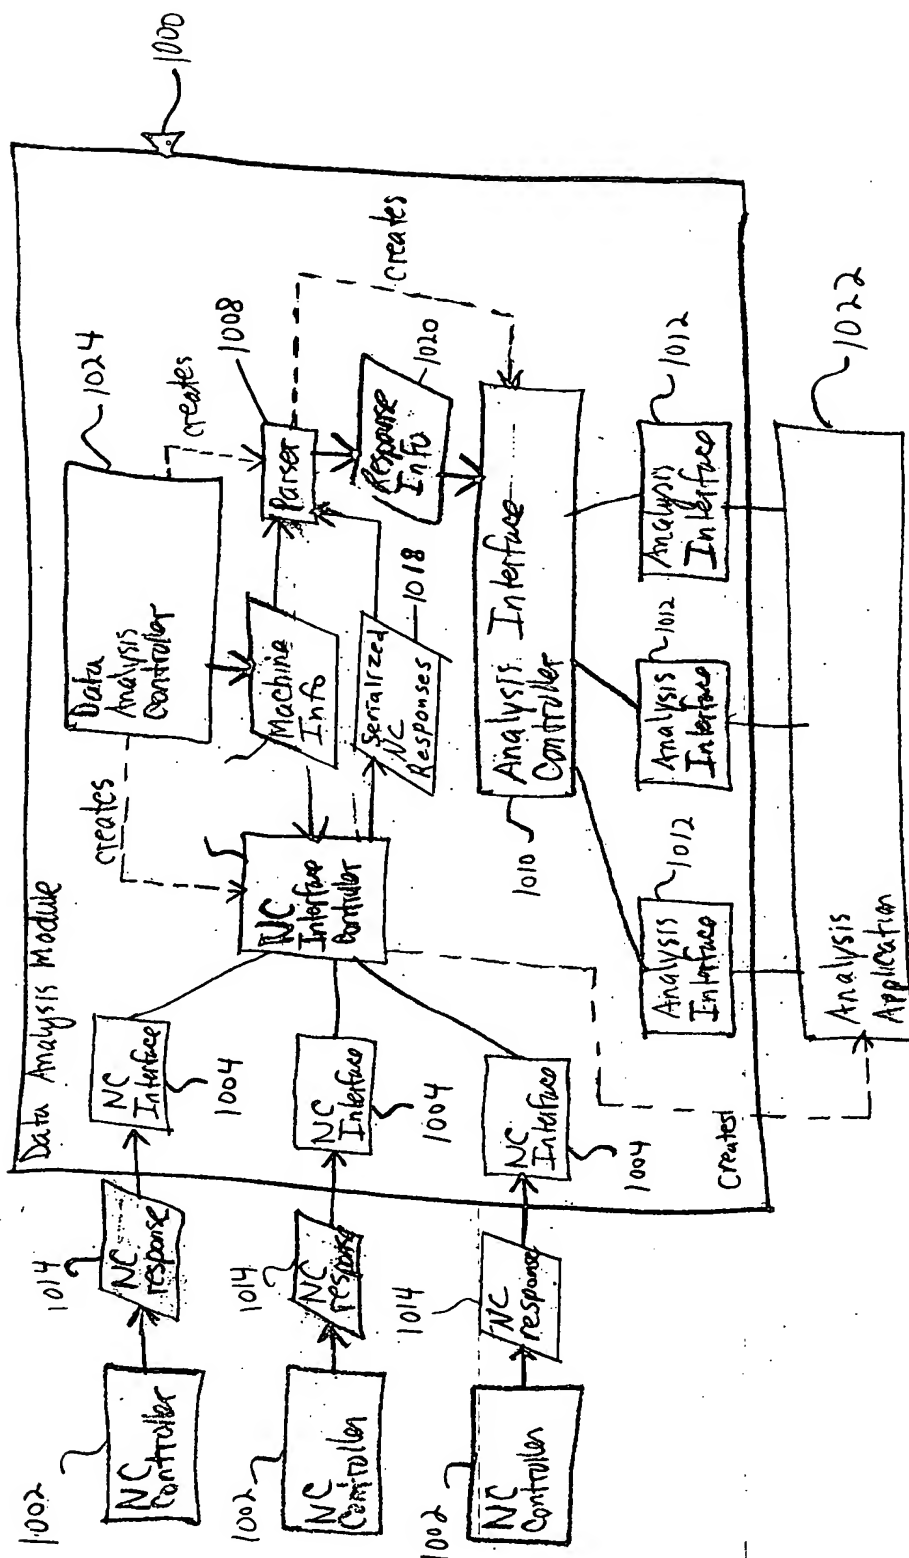 1000
Data Analysis Module
1024
Data
Analysis
Controller
creates
creates
1008
Parser
creates
Machine
Info
Serialized
NC
Responses
1018
Response
Info
1020
NC
Interface
Controller
1002
NC
Controller
1014
NC
response
NC
Interface
1004
1002
NC
Controller
1014
NC
response
NC
Interface
1004
1002
NC
Controller
1014
NC
response
NC
Interface
1004
1010
Analysis Interface
Controller
1012
Analysis
Interface
1012
Analysis
Interface
1012
Analysis
Interface
creates
Analysis
Application
1022